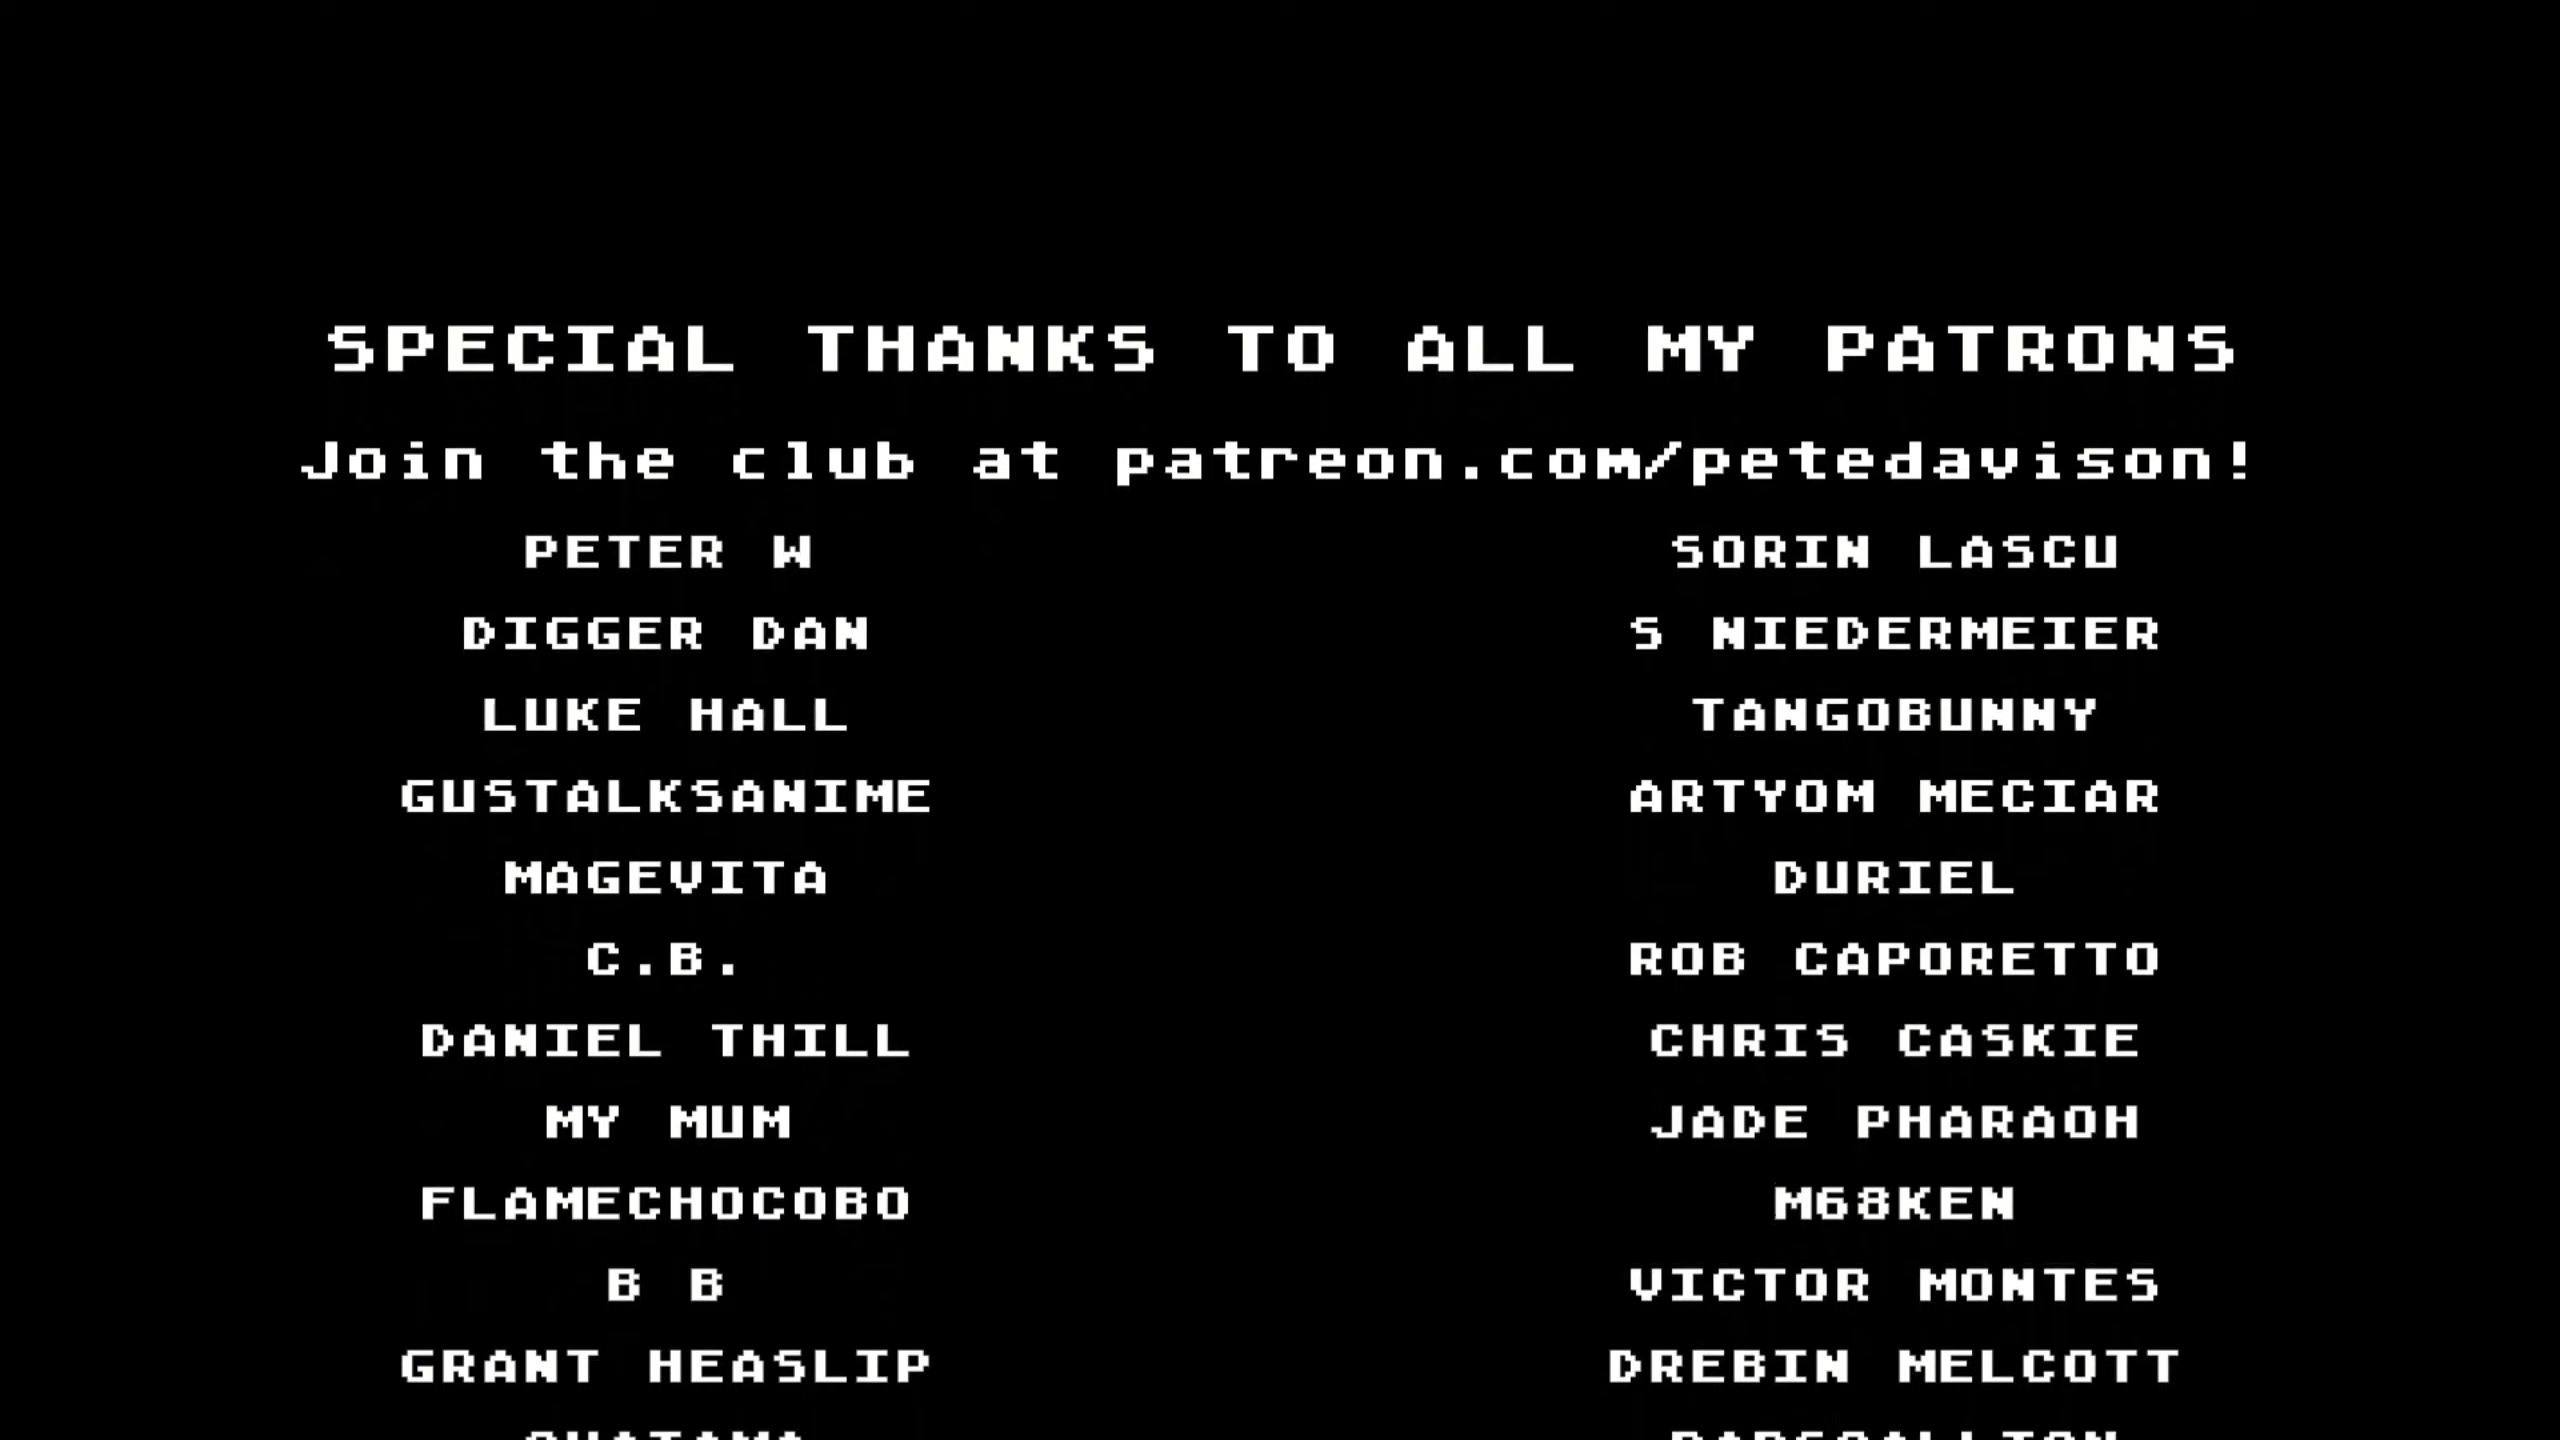 SPECIAL THANKS TO ALL MY PATRONS
Join the club at patreon.com/petedavison!
PETER W
SORIN LASCU
DIGGER DAN
S NIEDERMEIER
LUKE HALL
TANGOBUNNY
GUSTALKSANIME
ARTYOM MECIAR
MAGEVITA
DURIEL
C.B.
ROB CAPORETTO
DANIEL THILL
CHRIS CASKIE
MY MUM
JADE PHARAOH
FLAMECHOCOBO
M68KEN
B B
VICTOR MONTES
GRANT HEASLIP
DREBIN MELCOTT